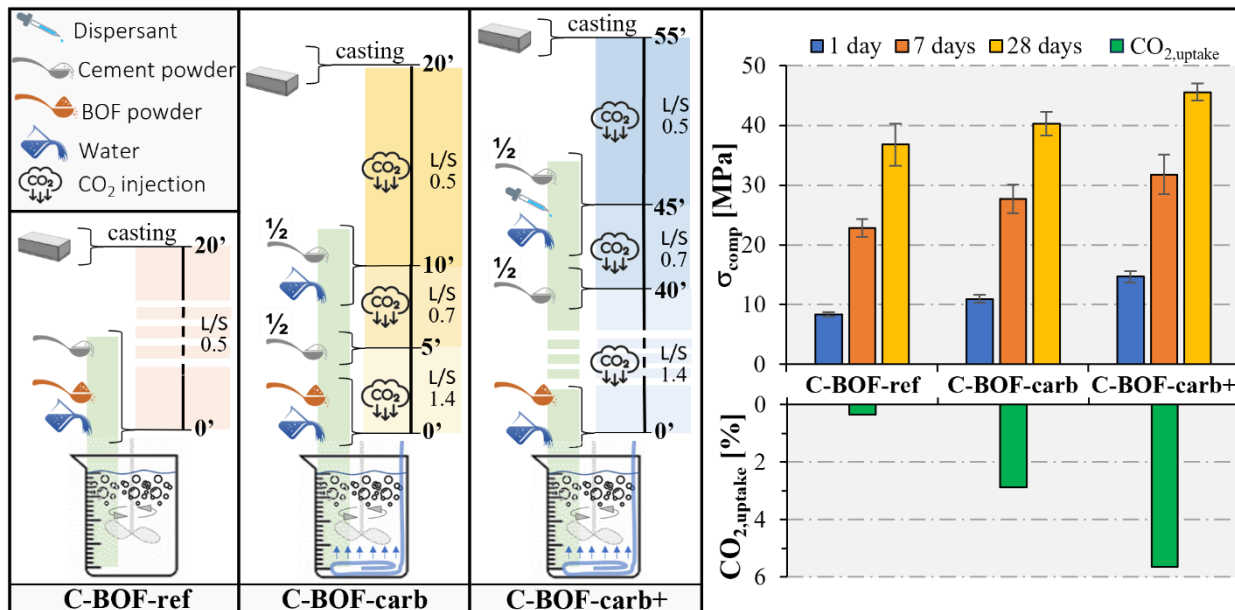 Dispersant
Cement powder
BOF powder
Water
CO₂ injection
casting
20’
L/S
0.5
0’
C-BOF-ref
casting
20’
CO₂
L/S
0.5
½
10’
CO₂
L/S
0.7
½
5’
CO₂
L/S
1.4
0’
C-BOF-carb
casting
55’
CO₂
L/S
0.5
½
45’
CO₂
L/S
0.7
½
40’
CO₂
L/S
1.4
0’
C-BOF-carb+
1 day 7 days 28 days CO₂,uptake
σcomp [MPa]
50
40
30
20
10
0
C-BOF-ref C-BOF-carb C-BOF-carb+
CO₂,uptake [%]
0
2
4
6